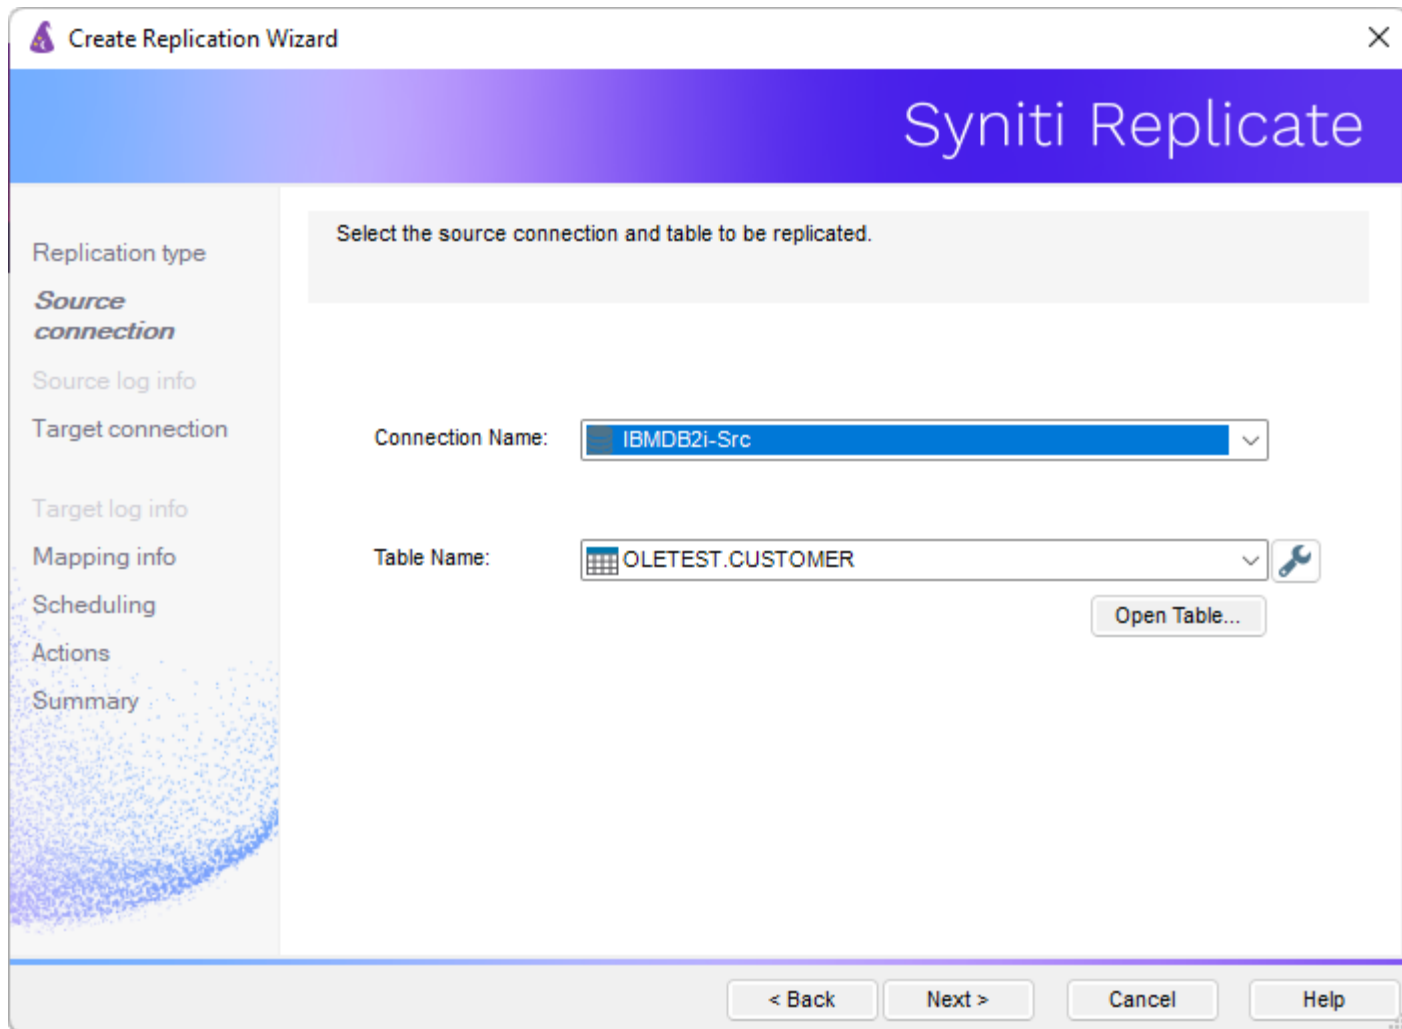 Create Replication Wizard
Syniti Replicate
Replication type
Source
connection
Source log info
Target connection
Target log info
Mapping info
Scheduling
Actions
Summary
Select the source connection and table to be replicated.
Connection Name: IBMDB2i-Src
Table Name: OLETEST.CUSTOMER
Open Table...
< Back Next > Cancel Help